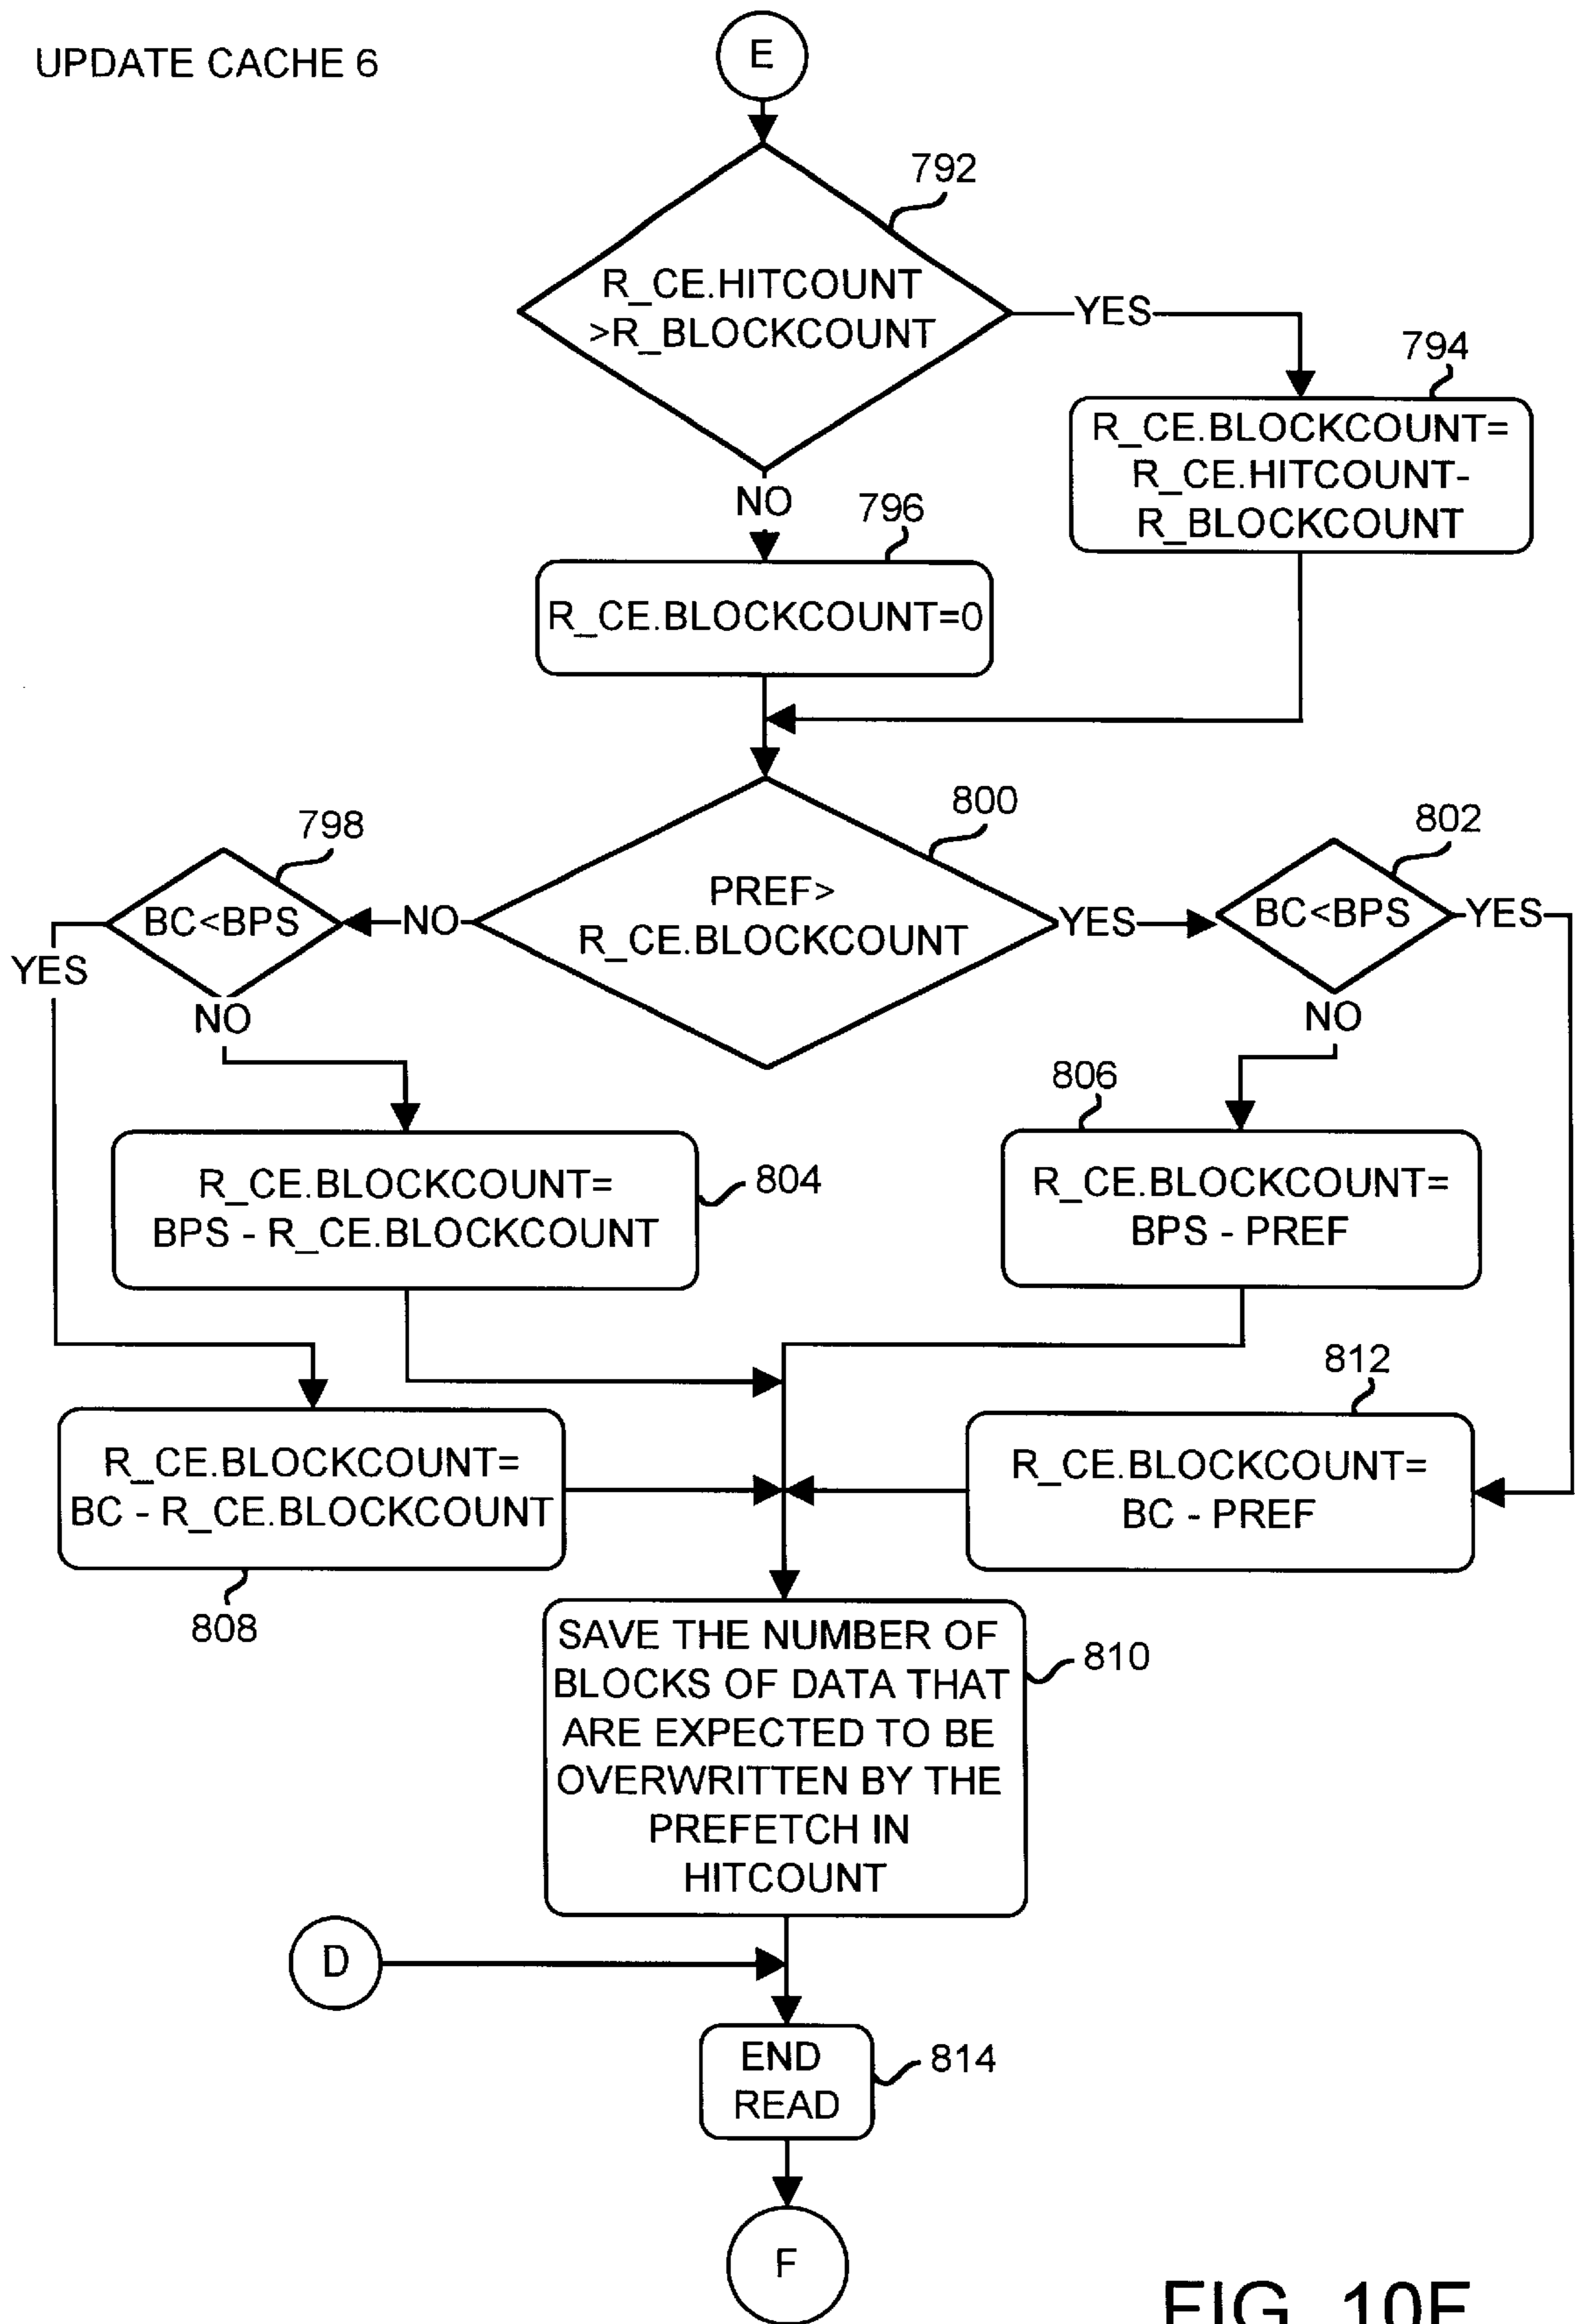 UPDATE CACHE 6
E
792
R_CE.HITCOUNT
>R_BLOCKCOUNT
YES
794
R_CE.BLOCKCOUNT=
R_CE.HITCOUNT-
R_BLOCKCOUNT
NO
796
R_CE.BLOCKCOUNT=0
798
800
802
BC<BPS
NO
PREF>
R_CE.BLOCKCOUNT
YES
BC<BPS
YES
YES
NO
NO
806
R_CE.BLOCKCOUNT=
BPS - R_CE.BLOCKCOUNT
804
R_CE.BLOCKCOUNT=
BPS - PREF
812
R_CE.BLOCKCOUNT=
BC - R_CE.BLOCKCOUNT
R_CE.BLOCKCOUNT=
BC - PREF
808
SAVE THE NUMBER OF
BLOCKS OF DATA THAT
ARE EXPECTED TO BE
OVERWRITTEN BY THE
PREFETCH IN
HITCOUNT
810
D
END
READ
814
F
FIG. 10F